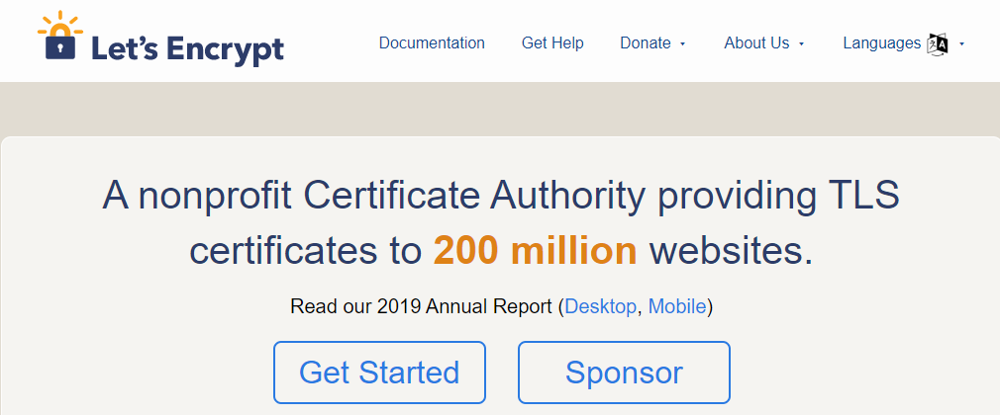 Let's Encrypt
Documentation Get Help Donate About Us Languages
A nonprofit Certificate Authority providing TLS
certificates to 200 million websites.
Read our 2019 Annual Report (Desktop, Mobile)
Get Started Sponsor